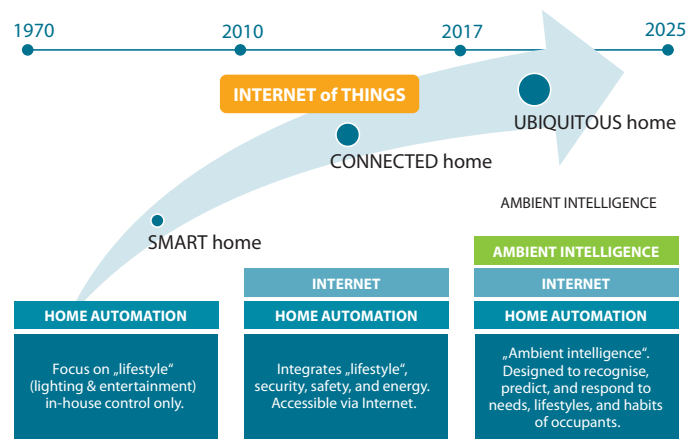 1970
2010
2017
2025
INTERNET of THINGS
UBIQUITOUS home
CONNECTED home
SMART home
AMBIENT INTELLIGENCE
HOME AUTOMATION
Focus on „lifestyle“
(lighting & entertainment)
in-house control only.
INTERNET
HOME AUTOMATION
Integrates „lifestyle“,
security, safety, and energy.
Accessible via Internet.
AMBIENT INTELLIGENCE
INTERNET
HOME AUTOMATION
„Ambient intelligence“.
Designed to recognise,
predict, and respond to
needs, lifestyles, and habits
of occupants.